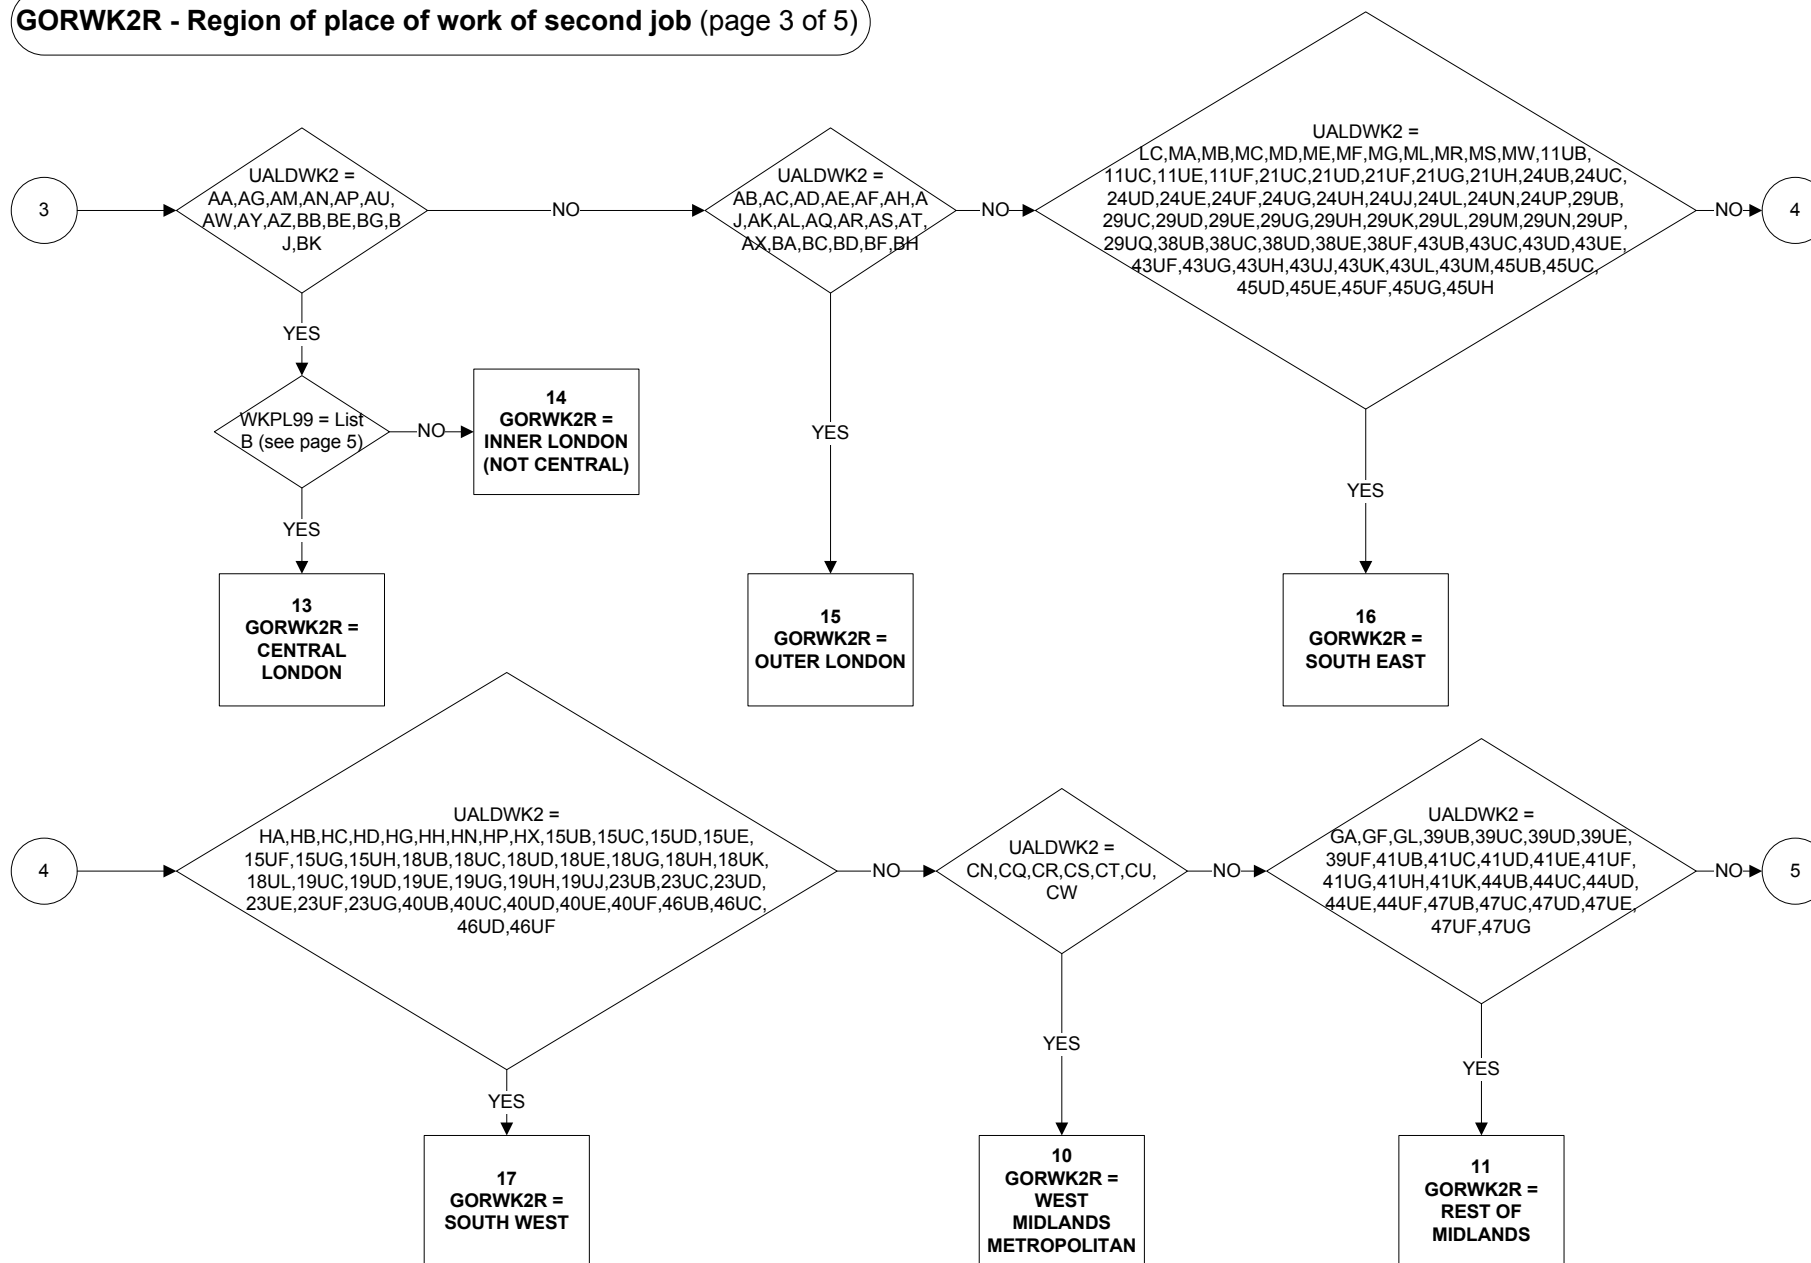 GORWK2R - Region of place of work of second job (page 3 of 5)
3
UALDWK2 =
AA,AG,AM,AN,AP,AU,
AW,AY,AZ,BB,BE,BG,B
J,BK
NO
UALDWK2 =
AB,AC,AD,AE,AF,AH,A
J,AK,AL,AQ,AR,AS,AT,
AX,BA,BC,BD,BF,BH
NO
UALDWK2 =
LC,MA,MB,MC,MD,ME,MF,MG,ML,MR,MS,MW,11UB,
11UC,11UE,11UF,21UC,21UD,21UF,21UG,21UH,24UB,24UC,
24UD,24UE,24UF,24UG,24UH,24UJ,24UL,24UN,24UP,29UB,
29UC,29UD,29UE,29UG,29UH,29UK,29UL,29UM,29UN,29UP,
29UQ,38UB,38UC,38UD,38UE,38UF,43UB,43UC,43UD,43UE,
43UF,43UG,43UH,43UJ,43UK,43UL,43UM,45UB,45UC,
45UD,45UE,45UF,45UG,45UH
NO
4
YES
WKPL99 = List
B (see page 5)
NO
14
GORWK2R =
INNER LONDON
(NOT CENTRAL)
YES
YES
YES
13
GORWK2R =
CENTRAL
LONDON
15
GORWK2R =
OUTER LONDON
16
GORWK2R =
SOUTH EAST
4
UALDWK2 =
HA,HB,HC,HD,HG,HH,HN,HP,HX,15UB,15UC,15UD,15UE,
15UF,15UG,15UH,18UB,18UC,18UD,18UE,18UG,18UH,18UK,
18UL,19UC,19UD,19UE,19UG,19UH,19UJ,23UB,23UC,23UD,
23UE,23UF,23UG,40UB,40UC,40UD,40UE,40UF,46UB,46UC,
46UD,46UF
NO
UALDWK2 =
CN,CQ,CR,CS,CT,CU,
CW
NO
UALDWK2 =
GA,GF,GL,39UB,39UC,39UD,39UE,
39UF,41UB,41UC,41UD,41UE,41UF,
41UG,41UH,41UK,44UB,44UC,44UD,
44UE,44UF,47UB,47UC,47UD,47UE,
47UF,47UG
NO
5
YES
YES
YES
17
GORWK2R =
SOUTH WEST
10
GORWK2R =
WEST
MIDLANDS
METROPOLITAN
11
GORWK2R =
REST OF
MIDLANDS